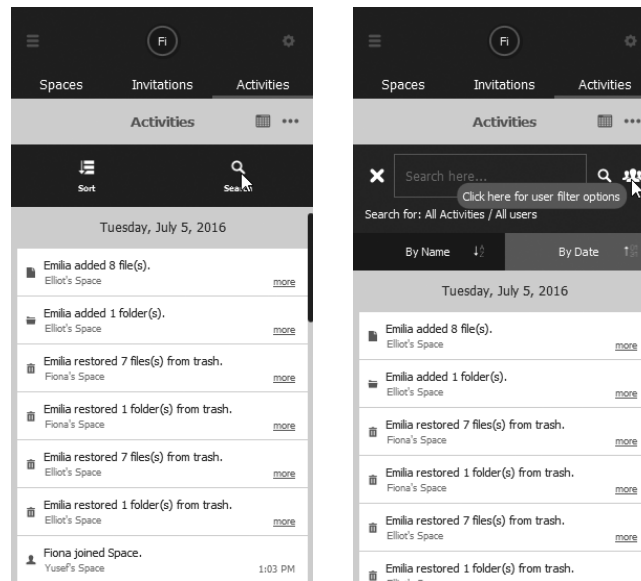 Fi
Spaces Invitations Activities
Activities
Sort Search
Tuesday, July 5, 2016
Emilia added 8 file(s).
Elliot's Space more
Emilia added 1 folder(s).
Elliot's Space more
Emilia restored 7 files(s) from trash.
Fiona's Space more
Emilia restored 1 folder(s) from trash.
Fiona's Space more
Emilia restored 7 files(s) from trash.
Elliot's Space more
Emilia restored 1 folder(s) from trash.
Elliot's Space more
Fiona joined Space.
Yusef's Space 1:03 PM
Fi
Spaces Invitations Activities
Activities
Search here...
Click here for user filter options
Search for: All Activities / All users
By Name By Date
Tuesday, July 5, 2016
Emilia added 8 file(s).
Elliot's Space more
Emilia added 1 folder(s).
Elliot's Space more
Emilia restored 7 files(s) from trash.
Fiona's Space more
Emilia restored 1 folder(s) from trash.
Fiona's Space more
Emilia restored 7 files(s) from trash.
Elliot's Space more
Emilia restored 1 folder(s) from trash.